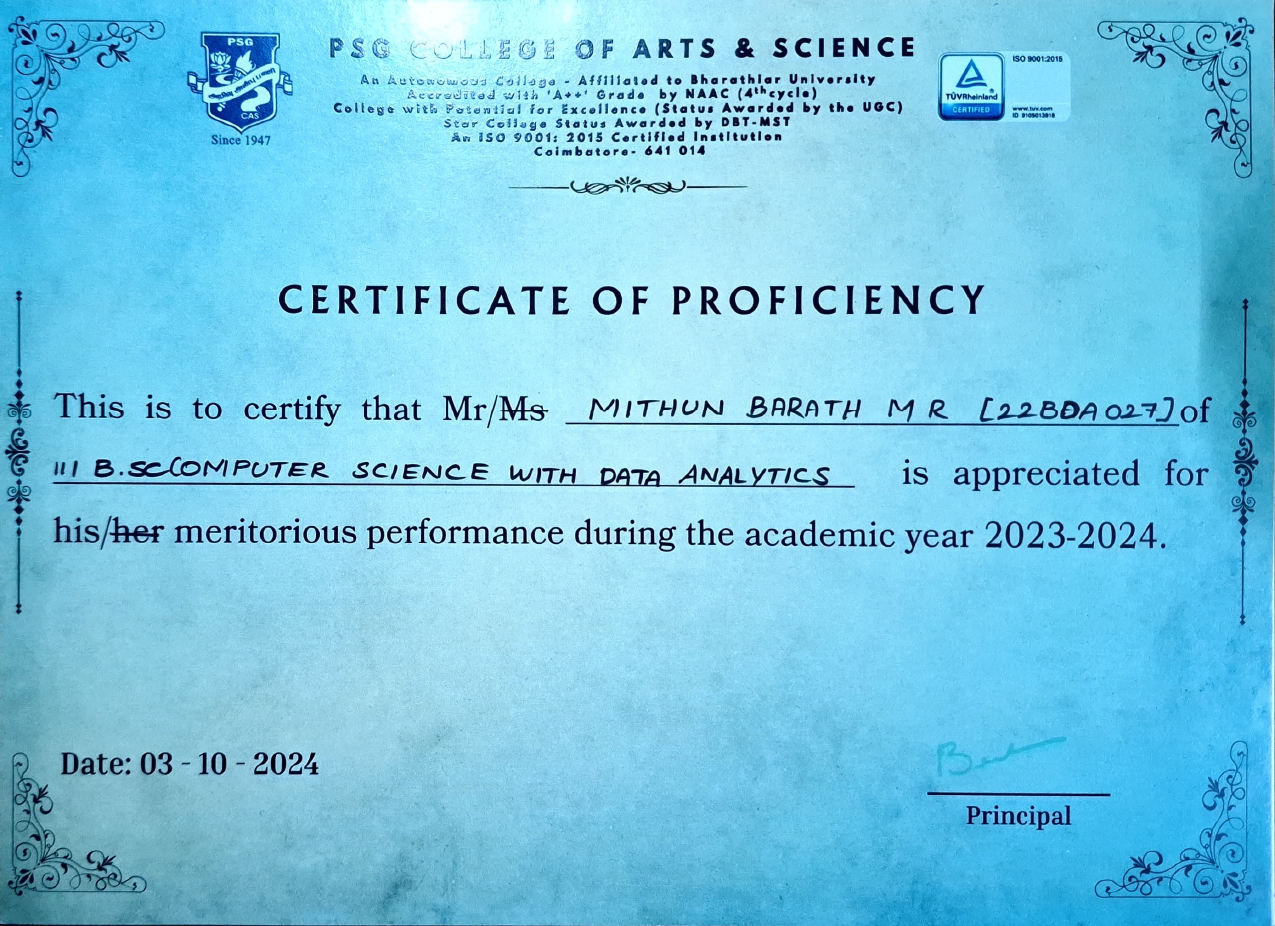 PSG COLLEGE OF ARTS & SCIENCE
An Autonomous College - Affiliated to Bharathiar University
Accredited with 'A++' Grade by NAAC (4th cycle)
College with Potential for Excellence (Status Awarded by the UGC)
Star College Status Awarded by DBT-MST
An ISO 9001: 2015 Certified Institution
Coimbatore- 641 014
PSG
CAS
Since 1947
TÜVRheinland®
CERTIFIED
ISO 9001:2015
www.tuv.com
ID 9105013918
CERTIFICATE OF PROFICIENCY
This is to certify that Mr/Ms MITHUN BARATH M R [22BDA027] of
III B.SC COMPUTER SCIENCE WITH DATA ANALYTICS is appreciated for
his/her meritorious performance during the academic year 2023-2024.
Date: 03 - 10 - 2024
Principal